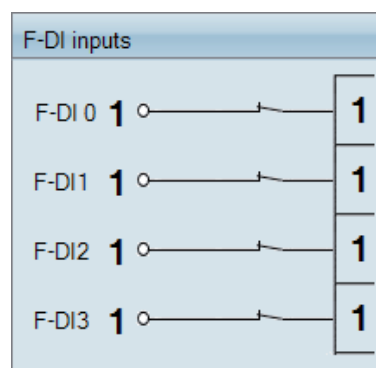 F-DI inputs
F-DI 0 1 1
F-DI1 1 1
F-DI2 1 1
F-DI3 1 1